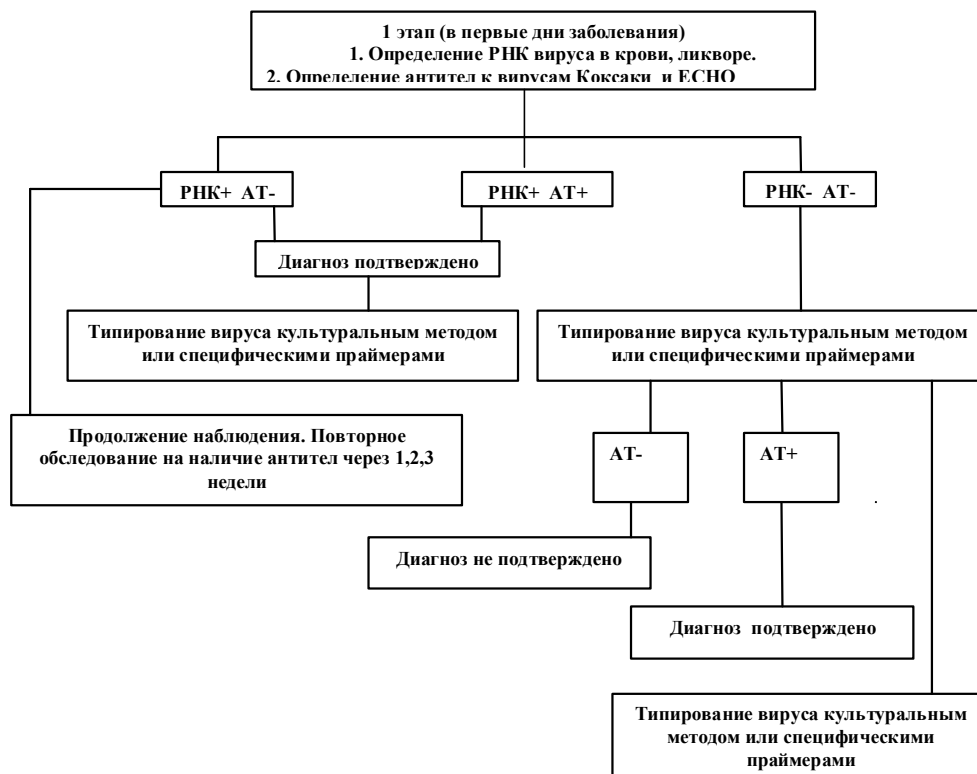 1 этап (в первые дни заболевания)
1. Определение РНК вируса в крови, ликворе.
2. Определение антител к вирусам Коксаки и ЕСНО
РНК+ АТ-
РНК+ АТ+
РНК- АТ-
Диагноз подтверждено
Типирование вируса культуральным методом
или специфическими праймерами
Типирование вируса культуральным методом
или специфическими праймерами
Продолжение наблюдения. Повторное
обследование на наличие антител через 1,2,3
недели
АТ-
АТ+
Диагноз не подтверждено
Диагноз подтверждено
Типирование вируса культуральным
методом или специфическими
праймерами